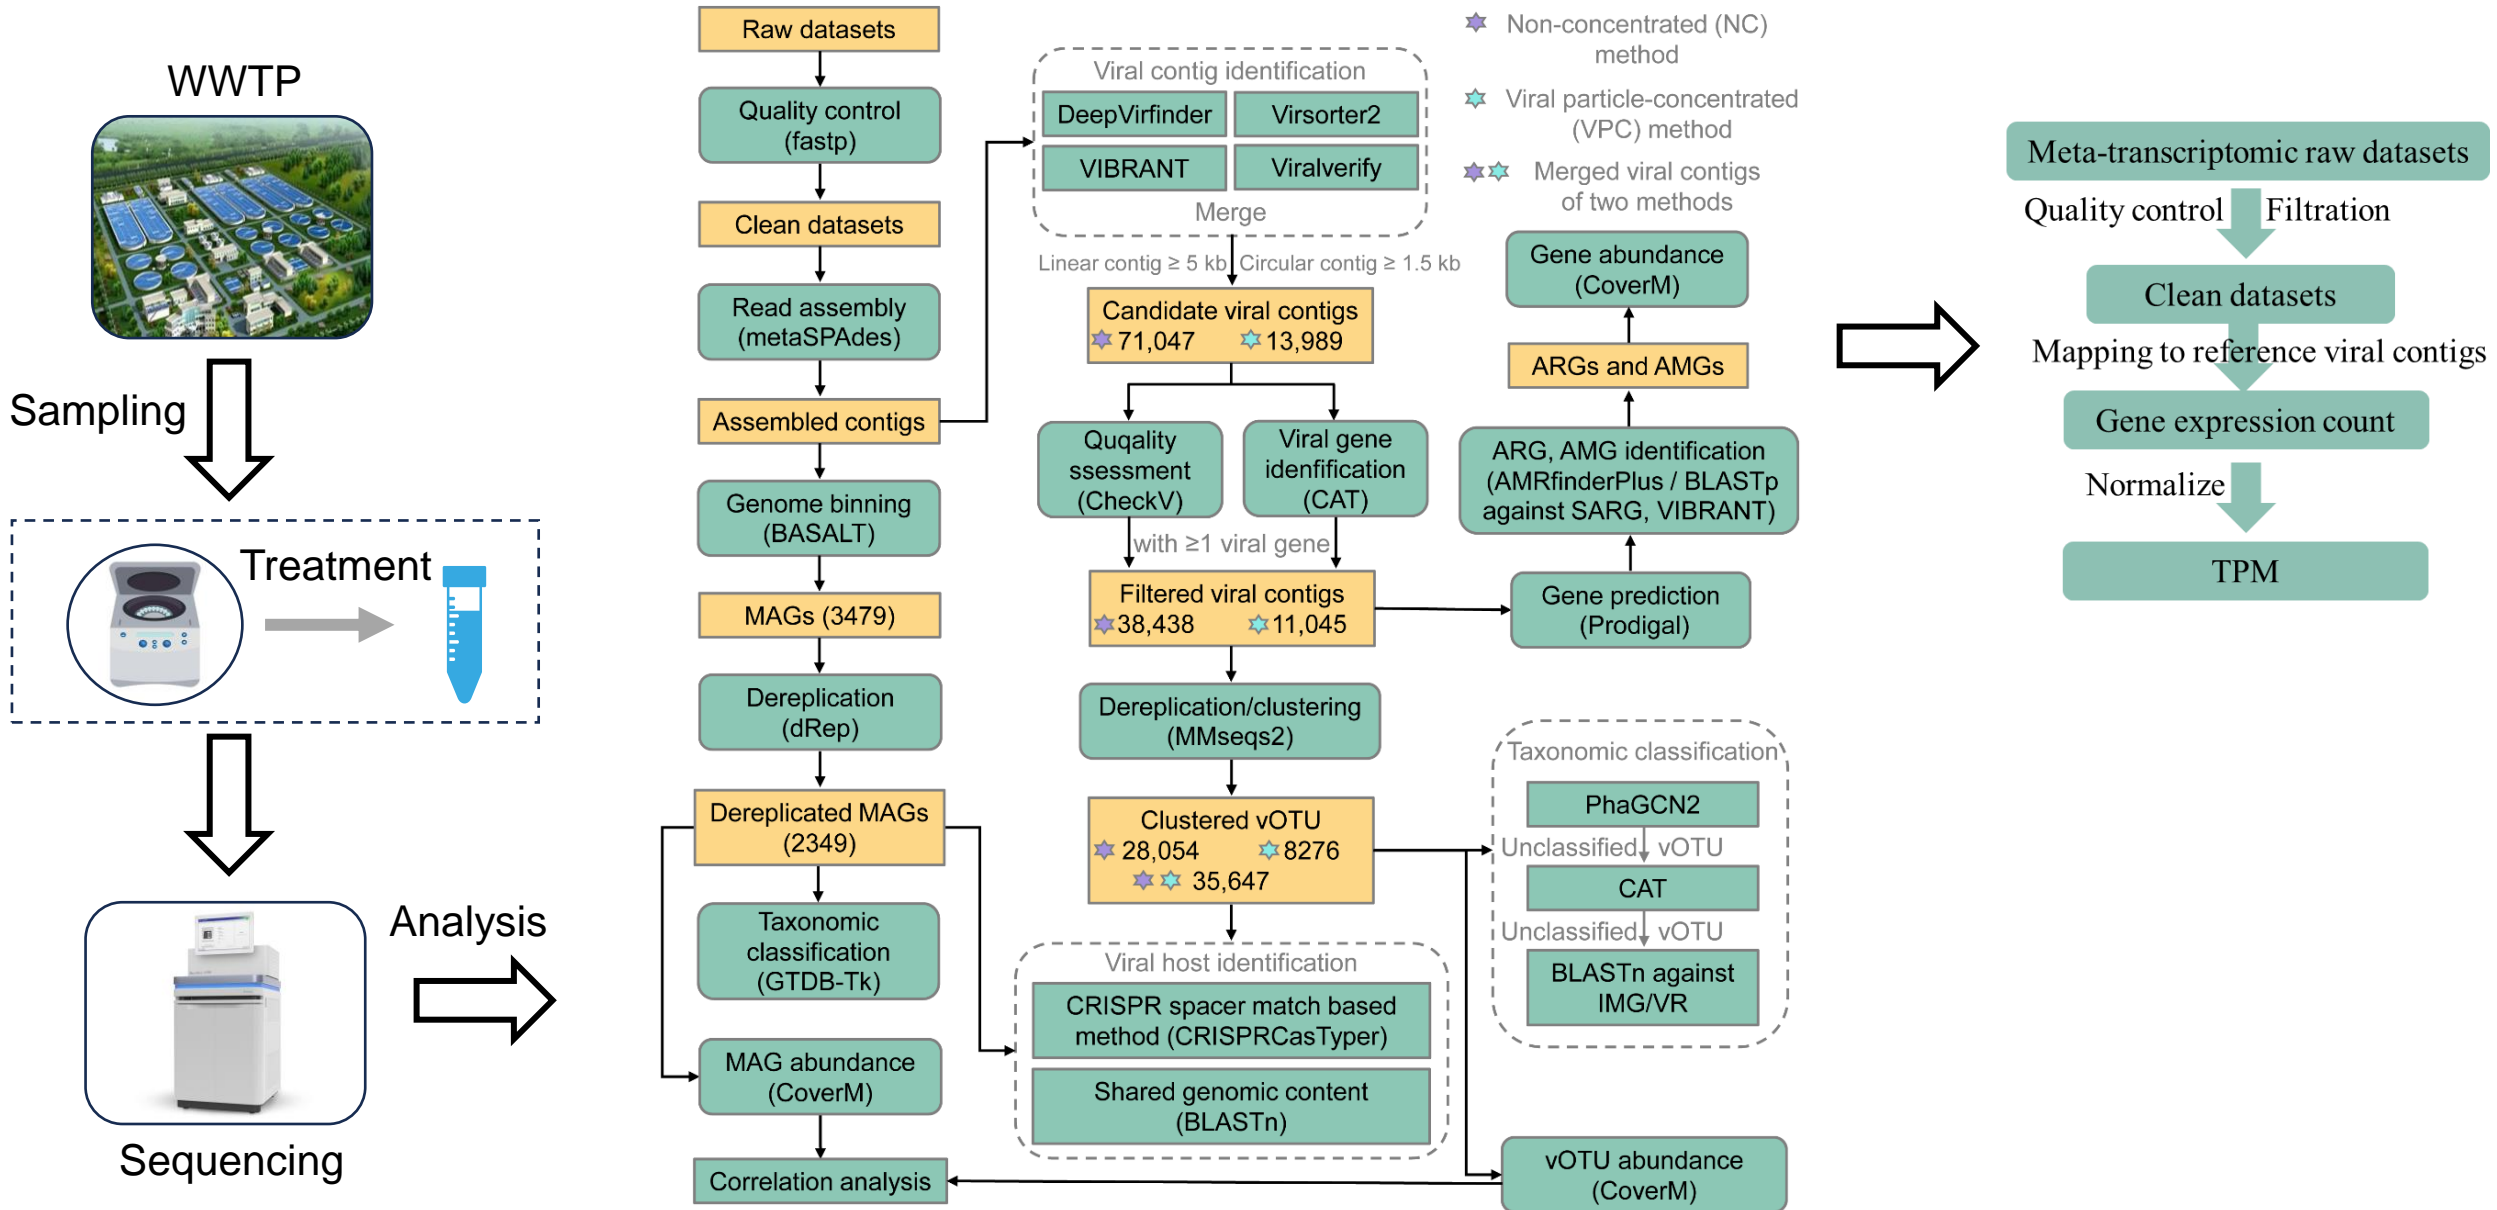 WWTP
Sampling
Treatment
Sequencing
Analysis
Raw datasets
Quality control
(fastp)
Clean datasets
Read assembly
(metaSPAdes)
Assembled contigs
Genome binning
(BASALT)
MAGs (3479)
Dereplication
(dRep)
Dereplicated MAGs
(2349)
Taxonomic
classification
(GTDB-Tk)
MAG abundance
(CoverM)
Correlation analysis
Viral contig identification
DeepVirfinder
Virsorter2
VIBRANT
Viralverify
Merge
Linear contig ≥ 5 kb
Circular contig ≥ 1.5 kb
Candidate viral contigs
71,047
13,989
Quqality
ssessment
(CheckV)
Viral gene
idenfification
(CAT)
with ≥1 viral gene
Filtered viral contigs
38,438
11,045
Dereplication/clustering
(MMseqs2)
Clustered vOTU
28,054
8276
35,647
Viral host identification
CRISPR spacer match based
method (CRISPRCasTyper)
Shared genomic content
(BLASTn)
Non-concentrated (NC)
method
Viral particle-concentrated
(VPC) method
Merged viral contigs
of two methods
Gene abundance
(CoverM)
ARGs and AMGs
ARG, AMG identification
(AMRfinderPlus / BLASTp
against SARG, VIBRANT)
Gene prediction
(Prodigal)
Taxonomic classification
PhaGCN2
Unclassified vOTU
CAT
Unclassified vOTU
BLASTn against
IMG/VR
vOTU abundance
(CoverM)
Meta-transcriptomic raw datasets
Quality control
Filtration
Clean datasets
Mapping to reference viral contigs
Gene expression count
Normalize
TPM